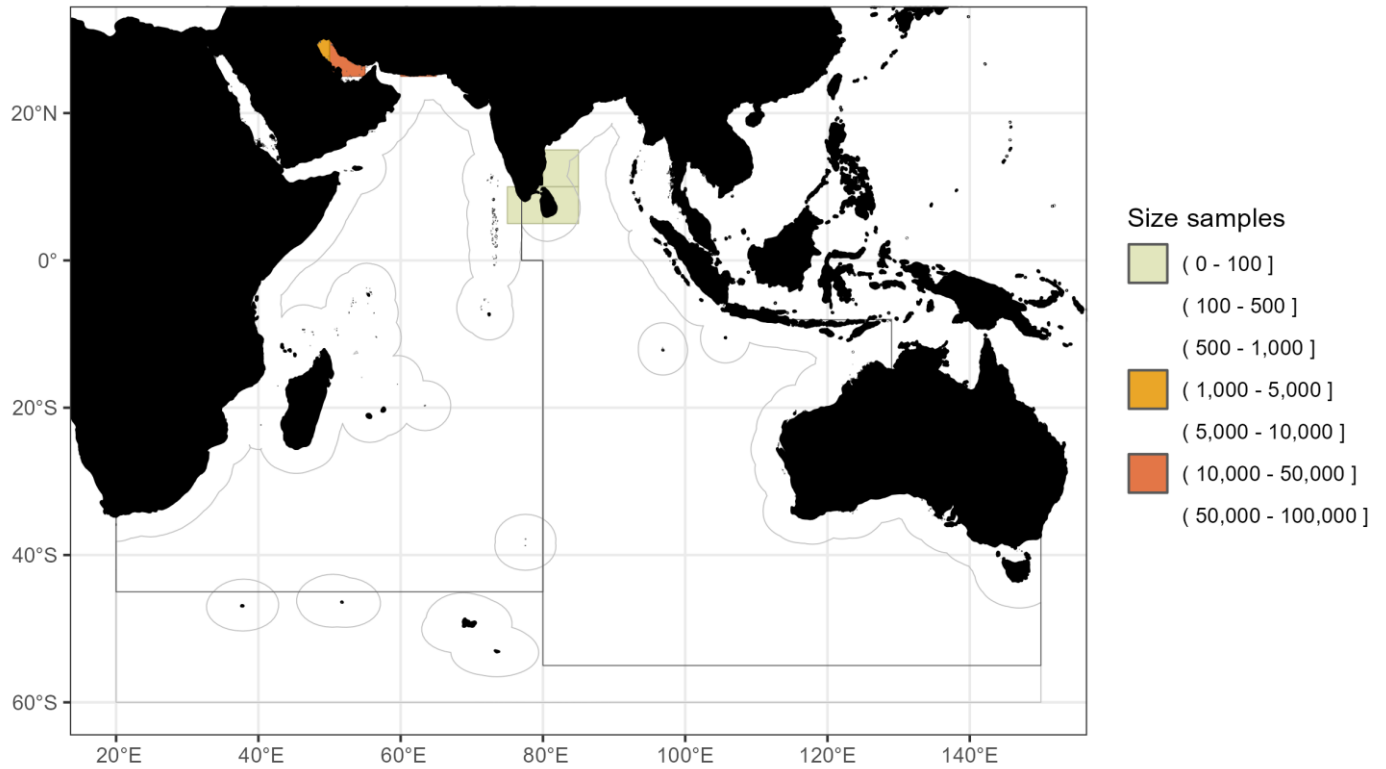 20°N
0°
20°S
40°S
60°S
20°E
40°E
60°E
80°E
100°E
120°E
140°E
Size samples
( 0 - 100 ]
( 100 - 500 ]
( 500 - 1,000 ]
( 1,000 - 5,000 ]
( 5,000 - 10,000 ]
( 10,000 - 50,000 ]
( 50,000 - 100,000 ]